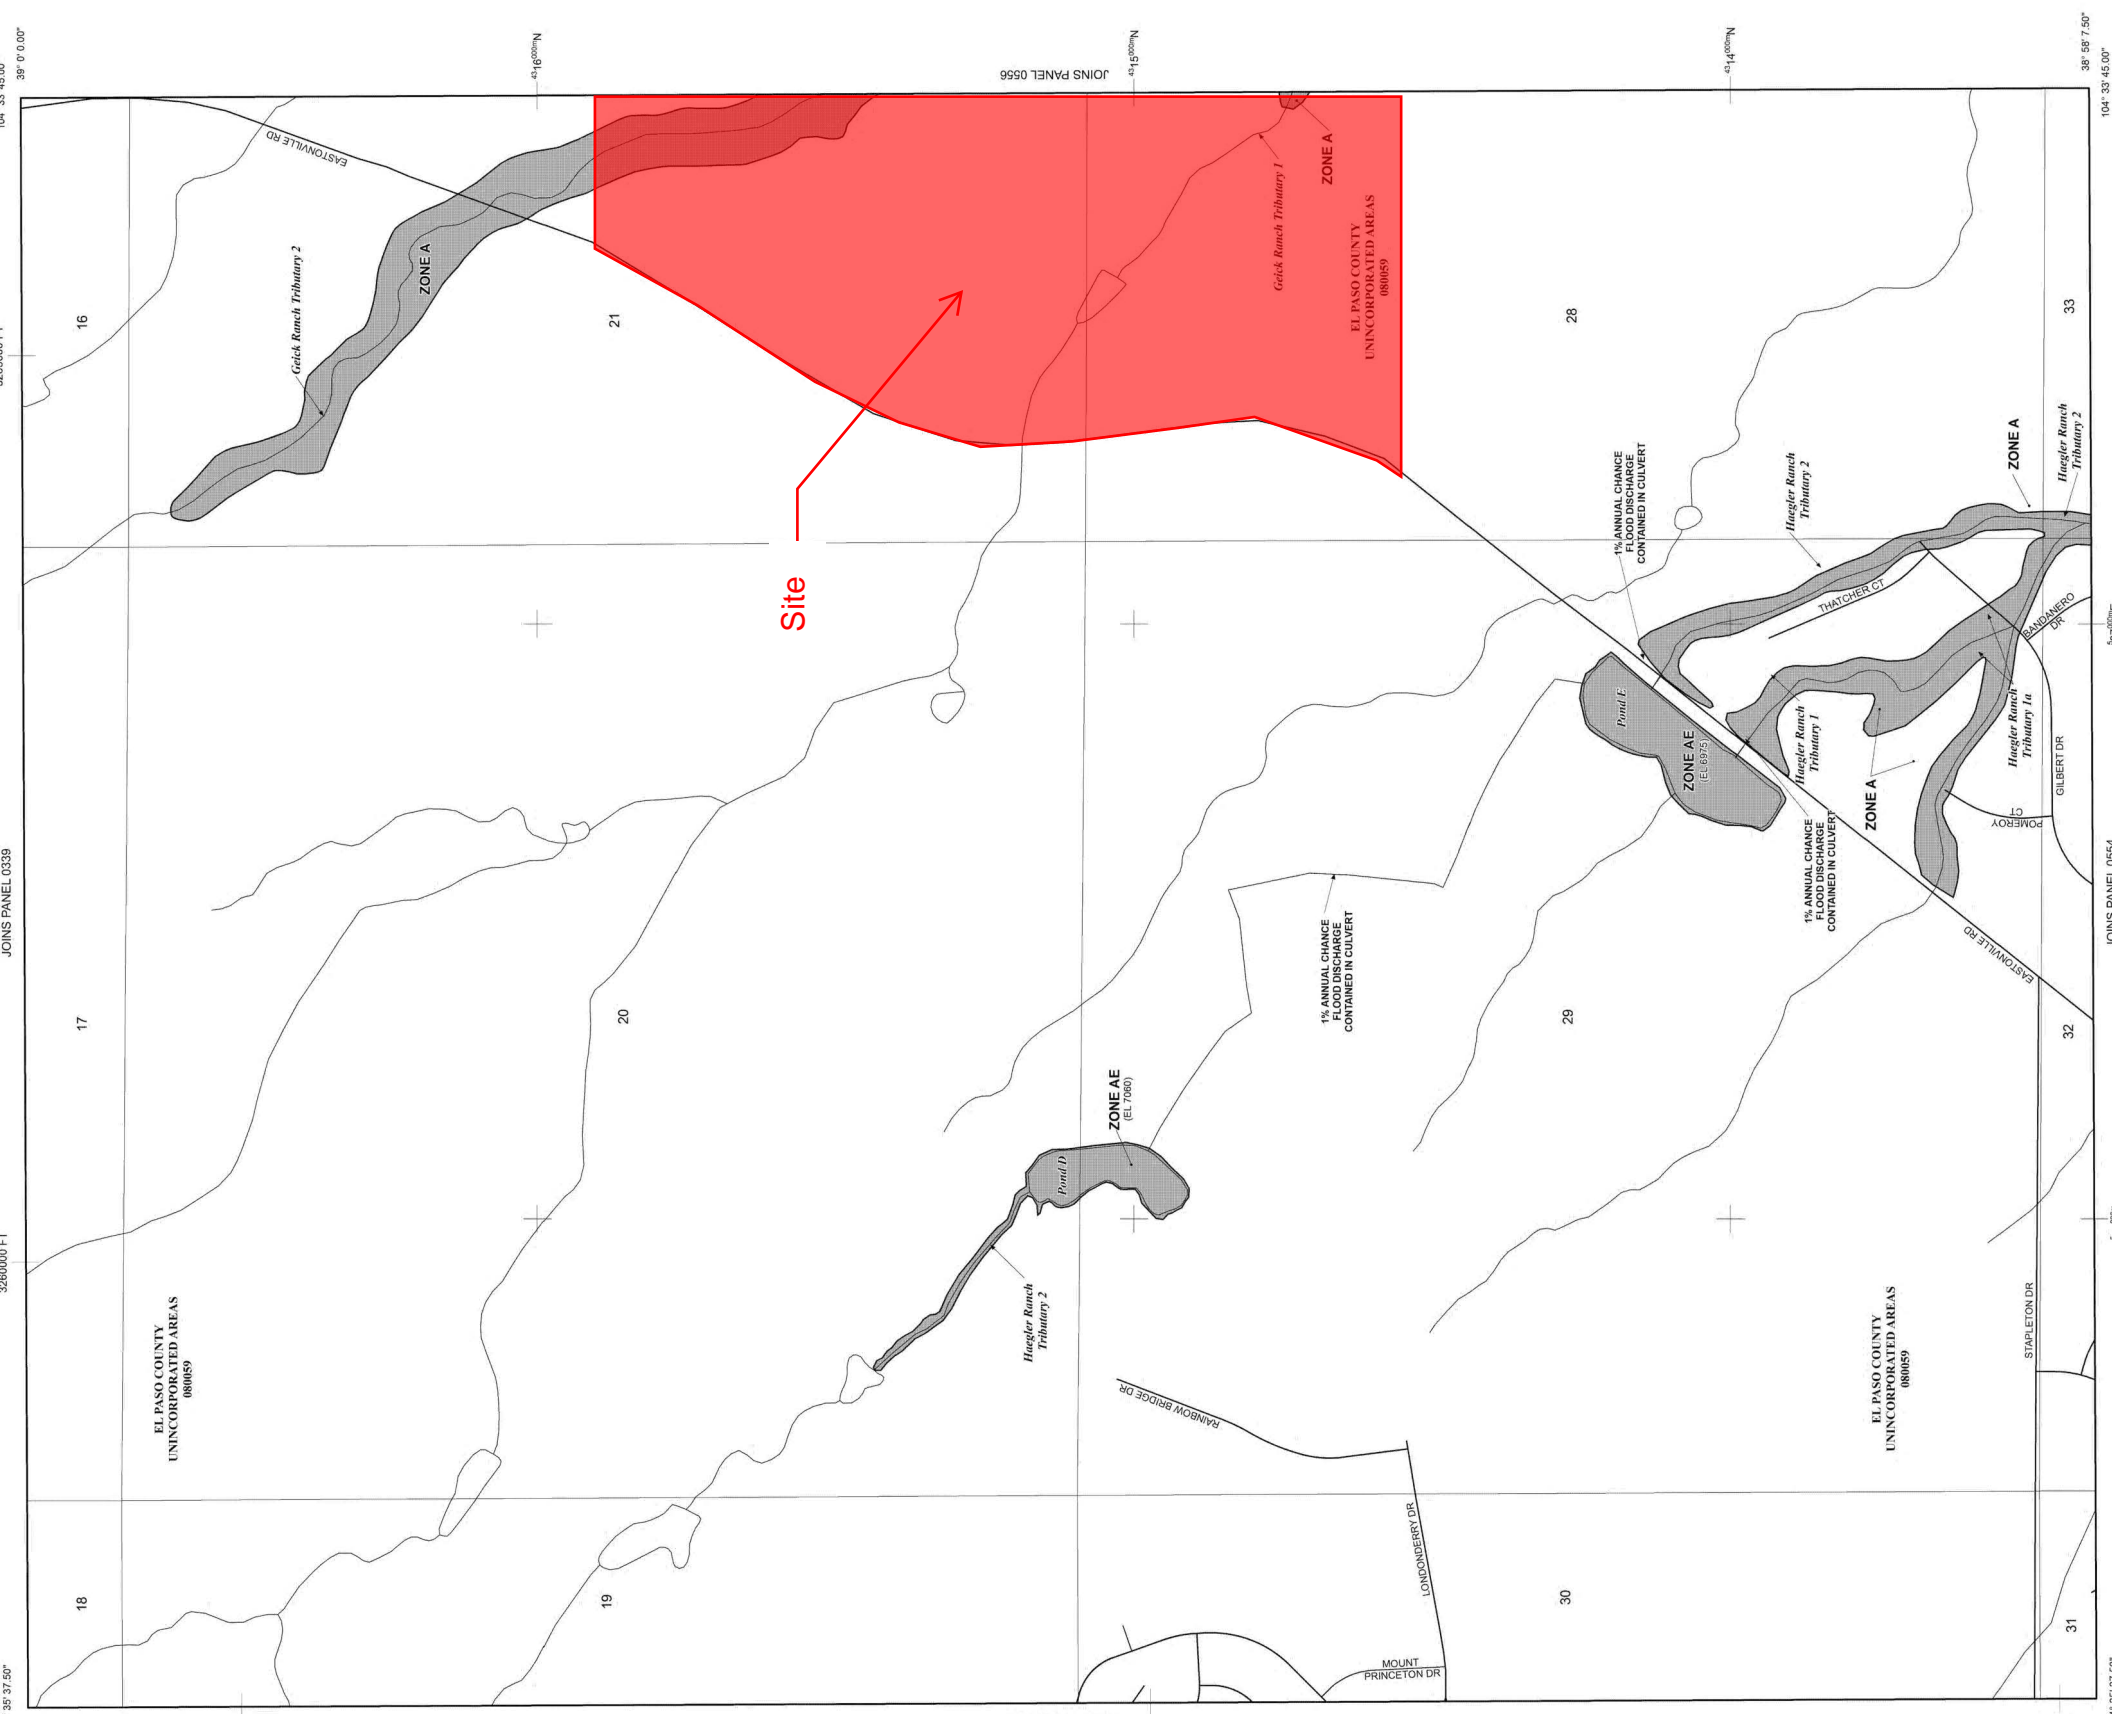 39° 0' 0.00"
JOINS PANEL 0556
4316000mN
4315000mN
4314000mN
38° 58' 7.50"
104° 33' 45.00"
EASTONVILLE RD
16
Geick Ranch Tributary 2
ZONE A
21
Geick Ranch Tributary 1
ZONE A
EL PASO COUNTY
UNINCORPORATED AREAS
080059
28
33
Site
1% ANNUAL CHANCE
FLOOD DISCHARGE
CONTAINED IN CULVERT
Haegler Ranch
Tributary 2
ZONE A
Haegler Ranch
Tributary 2
THATCHER CT
BANDANERO
DR
Pond E
ZONE AE
(EL 6975)
Haegler Ranch
Tributary 1
Haegler Ranch
Tributary 1a
ZONE A
GILBERT DR
POMEROY
CT
1% ANNUAL CHANCE
FLOOD DISCHARGE
CONTAINED IN CULVERT
EASTONVILLE RD
JOINS PANEL 0339
JOINS PANEL 0554
17
20
1% ANNUAL CHANCE
FLOOD DISCHARGE
CONTAINED IN CULVERT
29
32
ZONE AE
(EL 7060)
Pond D
Haegler Ranch
Tributary 2
3260000 FT
EL PASO COUNTY
UNINCORPORATED AREAS
080059
RAINBOW BRIDGE DR
EL PASO COUNTY
UNINCORPORATED AREAS
080059
STAPLETON DR
LONDONDERRY DR
MOUNT
PRINCETON DR
18
19
30
31
35' 37.50"